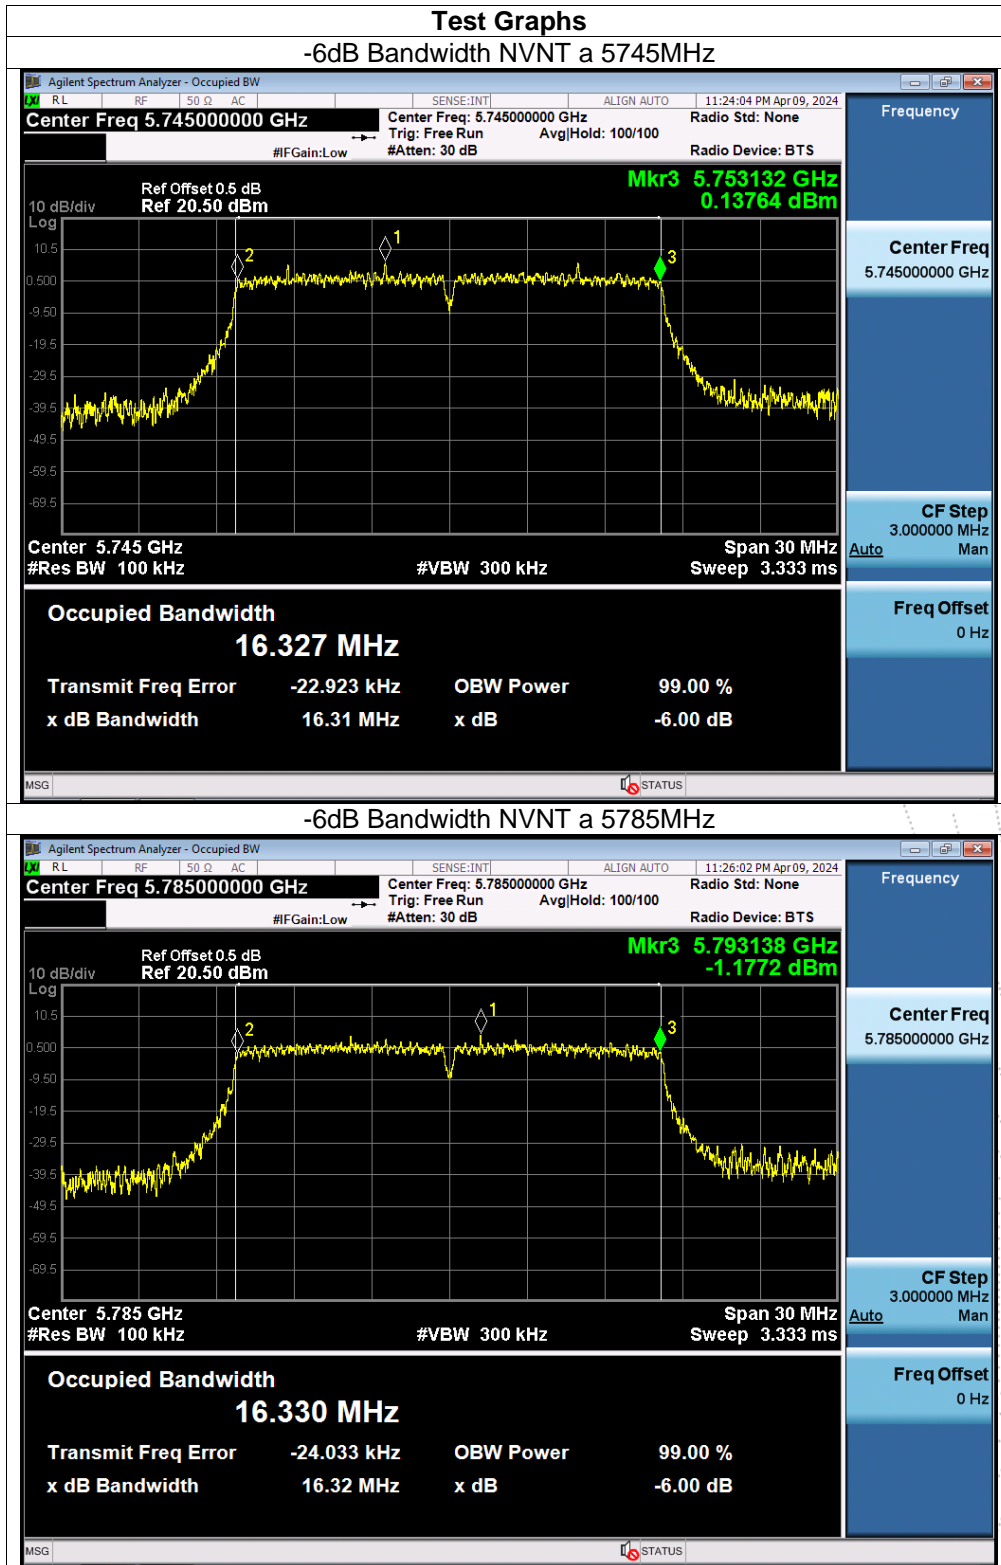 Test Graphs
-6dB Bandwidth NVNT a 5745MHz
Agilent Spectrum Analyzer - Occupied BW
LXI RL RF 50 Ω AC SENSE:INT ALIGN AUTO 11:24:04 PM Apr 09, 2024
Center Freq 5.745000000 GHz Center Freq: 5.745000000 GHz Radio Std: None
Trig: Free Run Avg|Hold: 100/100
#IFGain:Low #Atten: 30 dB Radio Device: BTS
Mkr3 5.753132 GHz
0.13764 dBm
Ref Offset 0.5 dB
10 dB/div Ref 20.50 dBm
Log
10.5
0.500
-9.50
-19.5
-29.5
-39.5
-49.5
-59.5
-69.5
1
2
3
Center 5.745 GHz Span 30 MHz
#Res BW 100 kHz #VBW 300 kHz Sweep 3.333 ms
Occupied Bandwidth
16.327 MHz
Transmit Freq Error -22.923 kHz OBW Power 99.00 %
x dB Bandwidth 16.31 MHz x dB -6.00 dB
MSG STATUS
Frequency
Center Freq
5.745000000 GHz
CF Step
3.000000 MHz
Auto Man
Freq Offset
0 Hz
-6dB Bandwidth NVNT a 5785MHz
Agilent Spectrum Analyzer - Occupied BW
LXI RL RF 50 Ω AC SENSE:INT ALIGN AUTO 11:26:02 PM Apr 09, 2024
Center Freq 5.785000000 GHz Center Freq: 5.785000000 GHz Radio Std: None
Trig: Free Run Avg|Hold: 100/100
#IFGain:Low #Atten: 30 dB Radio Device: BTS
Mkr3 5.793138 GHz
-1.1772 dBm
Ref Offset 0.5 dB
10 dB/div Ref 20.50 dBm
Log
10.5
0.500
-9.50
-19.5
-29.5
-39.5
-49.5
-59.5
-69.5
1
2
3
Center 5.785 GHz Span 30 MHz
#Res BW 100 kHz #VBW 300 kHz Sweep 3.333 ms
Occupied Bandwidth
16.330 MHz
Transmit Freq Error -24.033 kHz OBW Power 99.00 %
x dB Bandwidth 16.32 MHz x dB -6.00 dB
MSG STATUS
Frequency
Center Freq
5.785000000 GHz
CF Step
3.000000 MHz
Auto Man
Freq Offset
0 Hz